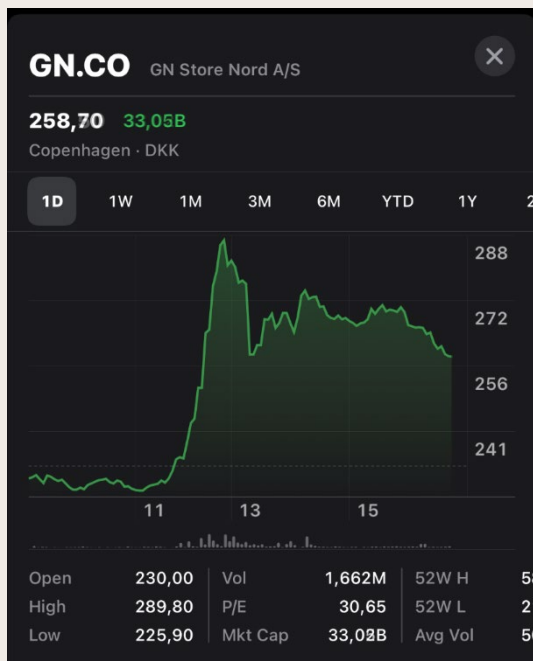 GN.CO GN Store Nord A/S
258,70 33,05B
Copenhagen · DKK
1D 1W 1M 3M 6M YTD 1Y 2
288
272
256
241
11 13 15
Open 230,00 Vol 1,662M 52W H
High 289,80 P/E 30,65 52W L
Low 225,90 Mkt Cap Avg Vol